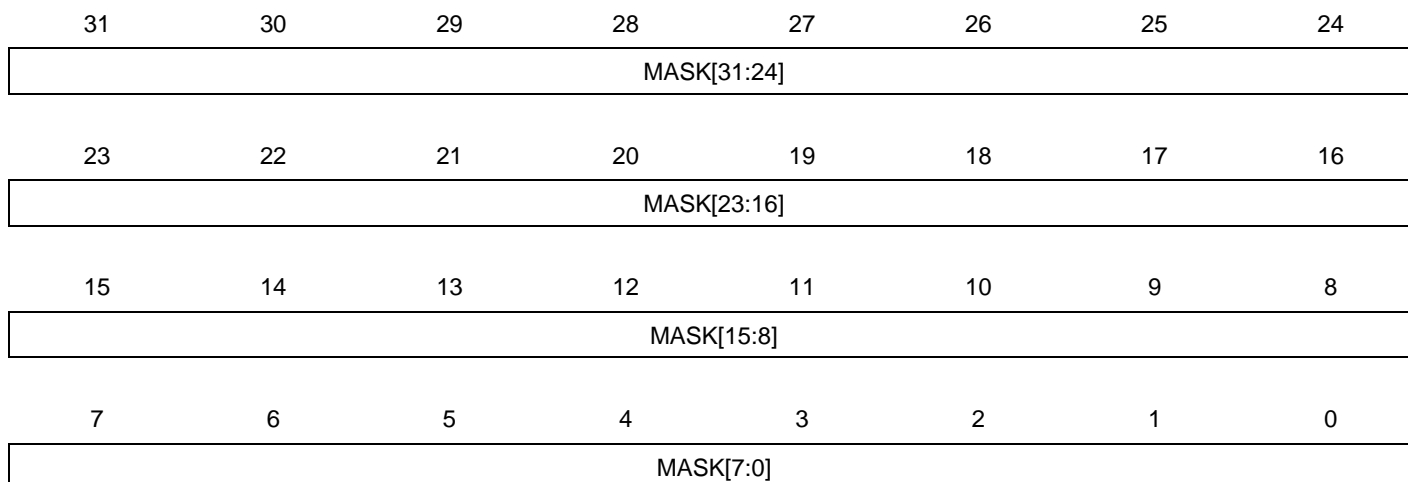 31 30 29 28 27 26 25 24
MASK[31:24]
23 22 21 20 19 18 17 16
MASK[23:16]
15 14 13 12 11 10 9 8
MASK[15:8]
7 6 5 4 3 2 1 0
MASK[7:0]